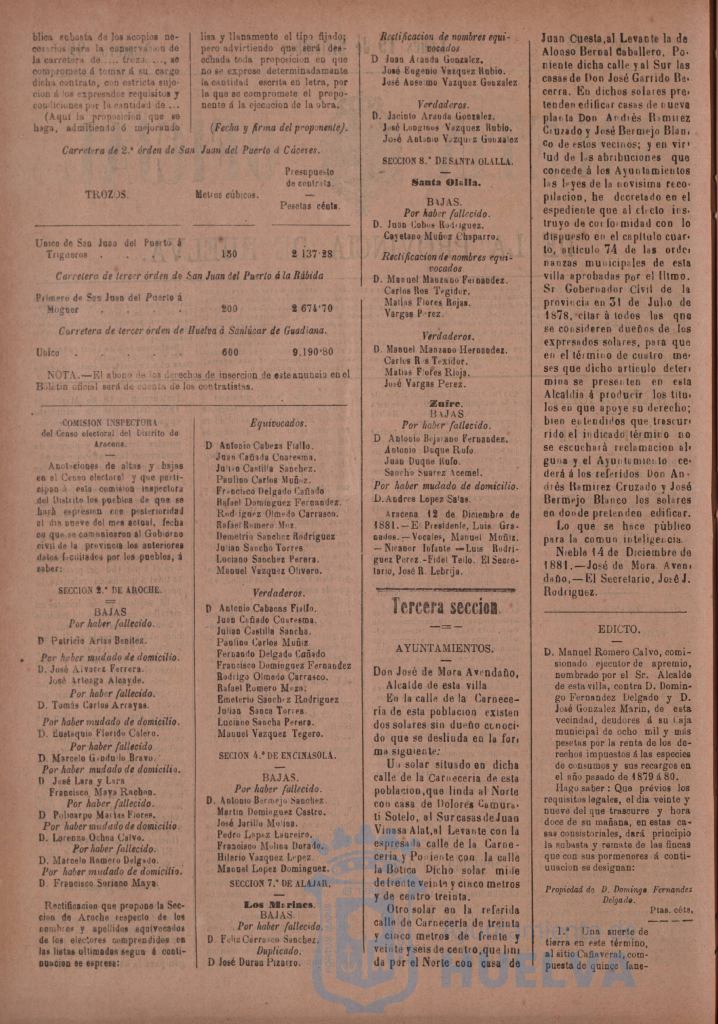 blica subasta de los acopios ne-
cesarios para la conservacion de
la carretera de .... trozo ...., se
compromete á tomar á su cargo
dicha contrata, con estricta suje-
cion á los expresados requisitos y
condiciones por la cantidad de ...
(Aquí la proposicion que se
haga, admitiendo ó mejorando
lisa y llanamente el tipo fijado;
pero advirtiendo que será des-
echada toda proposicion en que
no se exprese determinadamente
la cantidad escrita en letra, por
la que se compromete el propo-
nente á la ejecucion de la obra.
(Fecha y firma del proponente).
Carretera de 2.ª órden de San Juan del Puerto á Cáceres.
Presupuesto
de contrata.
TROZOS. Metros cúbicos.
Pesetas cénts.
Unico de San Juan del Puerto á
Trigueros . . . . 150 2 137·28
Carretera de tercer órden de San Juan del Puerto á la Rábida
Primero de San Juan del Puerto á
Moguer . . . . 200 2 674'70
Carretera de tercer órden de Huelva á Sanlúcar de Guadiana.
Unico . . . . 600 9.190·80
NOTA.—El abono de los derechos de insercion de este anuncio en el
Boletin oficial será de cuenta de los contratistas.
COMISION INSPECTORA
del Censo electoral del Distrito de
Aracena.
Anotaciones de altas y bajas
en el Censo electoral y que parti-
cipan á esta comision inspectora
del Distrito los pueblos de que se
hará expresion con posterioridad
al dia nueve del mes actual, fecha
en que se comunicaron al Gobierno
civil de la provincia los anteriores
datos facilitados por los pueblos, á
saber:
SECCION 2.ª DE AROCHE.
BAJAS
Por haber fallecido.
D. Patricio Arias Benitez.
Por haber mudado de domicilio.
D. José Alvarez Ferrera.
José Arteaga Alcayde.
Por haber fallecido.
D. Tomás Carlos Arrayas.
Por haber mudado de domicilio.
D. Eustaquio Florido Calero.
Por haber fallecido
D. Marcelo Gandullo Bravo.
Por haber mudado de domicilio.
D José Lara y Lara
Francisco Maya Rachon.
Por haber fallecido.
D Policarpo Macías Flores.
Por haber mudado de domicilio.
D. Lorenzo Ochoa Calvo.
Por haber fallecido.
D. Marcelo Romero Delgado.
Por haber mudado de domicilio.
D. Francisco Soriano Maya.
Rectificacion que propone la Sec-
cion de Aroche respecto de los
nombres y apellidos equivocados
de los electores comprendidos en
las listas ultimadas segun á conti-
nuacion se expresa:
Equivocados.
D Antonio Cabeza Fiallo.
Juan Cañada Cuaresma.
Julian Castilla Sanchez.
Paulino Carlos Muñiz.
Francisco Delgado Cañado
Rafael Dominguez Fernandez.
Rodriguez Olmedo Carrasco.
Rafael Romero Moz.
Demetrio Sanchez Rodriguez
Julian Sancho Torres.
Luciano Sanchez Perera.
Manuel Vazquez Olivero.
Verdaderos.
D Antonio Cabezas Fiallo.
Juan Cañado Cuaresma.
Julian Castilla Sancha.
Paulino Carlos Muñiz.
Fernando Delgado Cañado
Francisco Dominguez Fernandez
Rodrigo Olmedo Carrasco.
Rafael Romero Maza.
Emeterio Sanchez Rodriguez
Julian Sanca Torres.
Luciano Sancha Perera.
Manuel Vazquez Tegero.
SECION 4.ª DE ENCINASOLA.
BAJAS.
Por haber fallecido.
D. Antonio Bermejo Sanchez.
Martin Dominguez Castro.
José Jarillo Molina.
Pedro Lopez Laureiro.
Francisco Molina Dorado.
Hilario Vazquez Lopez.
Manuel Lopez Dominguez.
SECCION 7.ª DE ALAJAR.
Los Marines.
BAJAS.
Por haber fallecido.
D. Feliz Carrasco Sanchez.
Duplicado.
D José Duran Pizarro.
Rectificacion de nombres equi-
vocados
D Juan Aranda Gonzalez.
José Eugenio Vazquez Rubio.
José Anselmo Vazquez Gonzalez
Verdaderos.
D. Jacinto Aranda Gonzalez.
José Longinos Vazquez Rubio.
José Antonio Vazquez Gonzalez
SECCION 8.ª DE SANTA OLALLA.
Santa Olalla.
BAJAS.
Por haber fallecido.
D. Juan Cobos Rodriguez.
Cayetano Muñoz Chaparro.
Rectificacion de nombres equi-
vocados
D. Manuel Manzano Fernandez.
Carlos Ros Tegidor.
Matias Flores Rojas.
Vargas Perez.
Verdaderos.
D. Manuel Manzano Hernandez.
Carlos Ros Texidor.
Matias Flores Rioja.
José Vargas Perez.
Zufre.
BAJAS
Por haber fallecido.
D Antonio Bejarano Fernandez.
Antonio Duque Rufo.
Juan Duque Rufo.
Sancho Suarez Acemel.
Por haber mudado de domicilio.
D. Andres Lopez Salas.
Aracena 12 de Diciembre de
1881.—El Presidente, Luis Gra-
nados.—Vocales, Manuel Muñiz.
—Nicanor Infante—Luis Rodri-
guez Perez.—Fidel Tello. El Secre-
tario, José R. Lebrija.
Tercera seccion.
AYUNTAMIENTOS.
Don José de Mora Avendaño,
Alcalde de esta villa
En la calle de la Carnece-
ría de esta poblacion existen
dos solares sin dueño conoci-
do que se deslinda en la for-
ma siguiente:
Un solar situado en dicha
calle de la Carnecería de esta
poblacion, que linda al Norte
con casa de Dolores Camura-
ti Sotelo, al Sur casas de Juan
Vinasa Alat, al Levante con la
expresada calle de la Carne-
cería y Poniente con la calle
la Botica Dicho solar mide
de frente veinte y cinco metros
y de centro treinta.
Otro solar en la referida
calle de Carnecería de treinta
y cinco metros de frente y
veinte y seis de centro, que lin-
da por el Norte con casa de
Juan Cuesta, al Levante la de
Alonso Bernal Caballero, Po-
niente dicha calle y al Sur las
casas de Don José Garrido Be-
cerra. En dichos solares pre-
tenden edificar casas de nueva
planta Don Andrés Ramirez
Cruzado y José Bermejo Blan-
co de estos vecinos; y en vir-
tud de las abribuciones que
concede á los Ayuntamientos
las leyes de la novísima reco-
pilacion, he decretado en el
espediente que al efecto ins-
truyo de conformidad con lo
dispuesto en el capítulo cuar-
to, artículo 74 de las orde-
nanzas municipales de esta
villa aprobadas por el Iltmo.
Sr Gobernador Civil de la
provincia en 31 de Julio de
1878, citar á todos los que
se consideren dueños de los
expresados solares, para que
en el término de cuatro me-
ses que dicho artículo deter-
mina se presenten en esta
Alcaldía á producir los títu-
los en que apoye su derecho;
bien entendidos que trascur-
rido el indicado término no
se escuchará reclamacion al-
guna y el Ayuntamiento ce-
derá á los referidos Don An-
drés Ramirez Cruzado y José
Bermejo Blanco los solares
en donde pretenden edificar.
Lo que se hace público
para la comun inteligencia.
Niebla 14 de Diciembre de
1881.—José de Mora. Aven-
daño,—El Secretario, José J.
Rodriguez.
EDICTO.
D. Manuel Romero Calvo, comi-
sionado ejecutor de apremio,
nombrado por el Sr. Alcalde
de esta villa, contra D. Domin-
go Fernandez Delgado y D.
José Gonzalez Marin, de esta
vecindad, deudores á su Caja
municipal de ocho mil y más
pesetas por la renta de los de-
rechos impuestos á las especies
de consumos y sus recargos en
el año pasado de 1879 á 80.
Hago saber: Que prévios los
requisitos legales, el dia veinte y
nueve del que trascurre y hora
doce de su mañana, en estas ca-
sas consistoriales, dará principio
la subasta y remate de las fincas
que con sus pormenores á conti-
nuacion se designan:
Propiedad de D. Domingo Fernandez
Delgado.
Ptas. céts.
1.ª Una suerte de
tierra en este término,
al sitio Cañaveral, com-
puesta de quince fane-
HUELVA